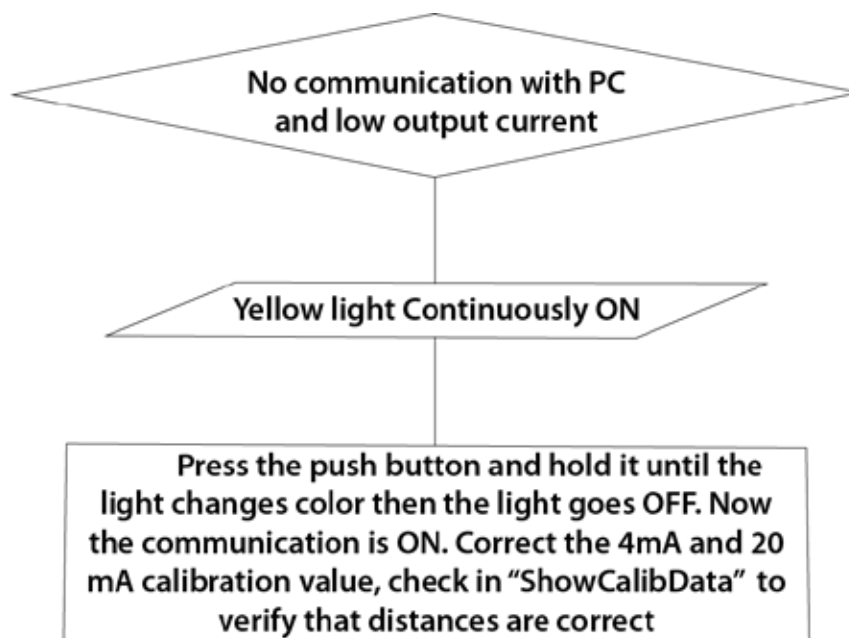 No communication with PC
and low output current
Yellow light Continuously ON
Press the push button and hold it until the
light changes color then the light goes OFF. Now
the communication is ON. Correct the 4mA and 20
mA calibration value, check in “ShowCalibData” to
verify that distances are correct